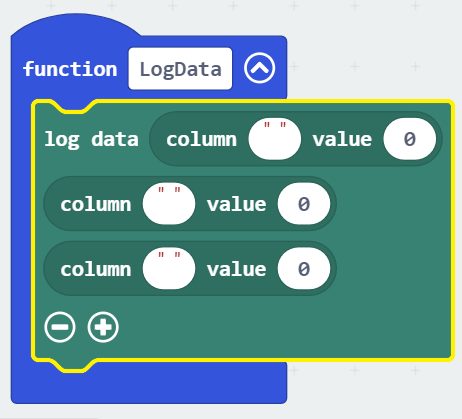 function LogData
log data column " " value 0
column " " value 0
column " " value 0